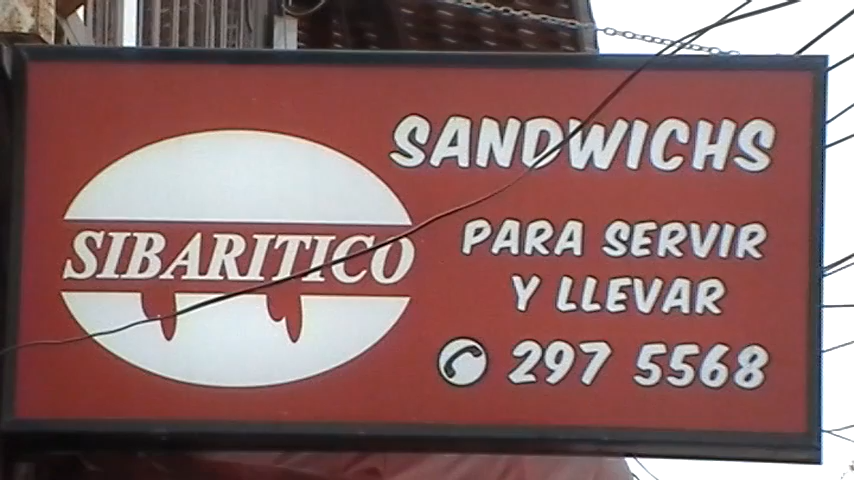 SIBARITICO
SANDWICHS
PARA SERVIR
Y LLEVAR
297 5568